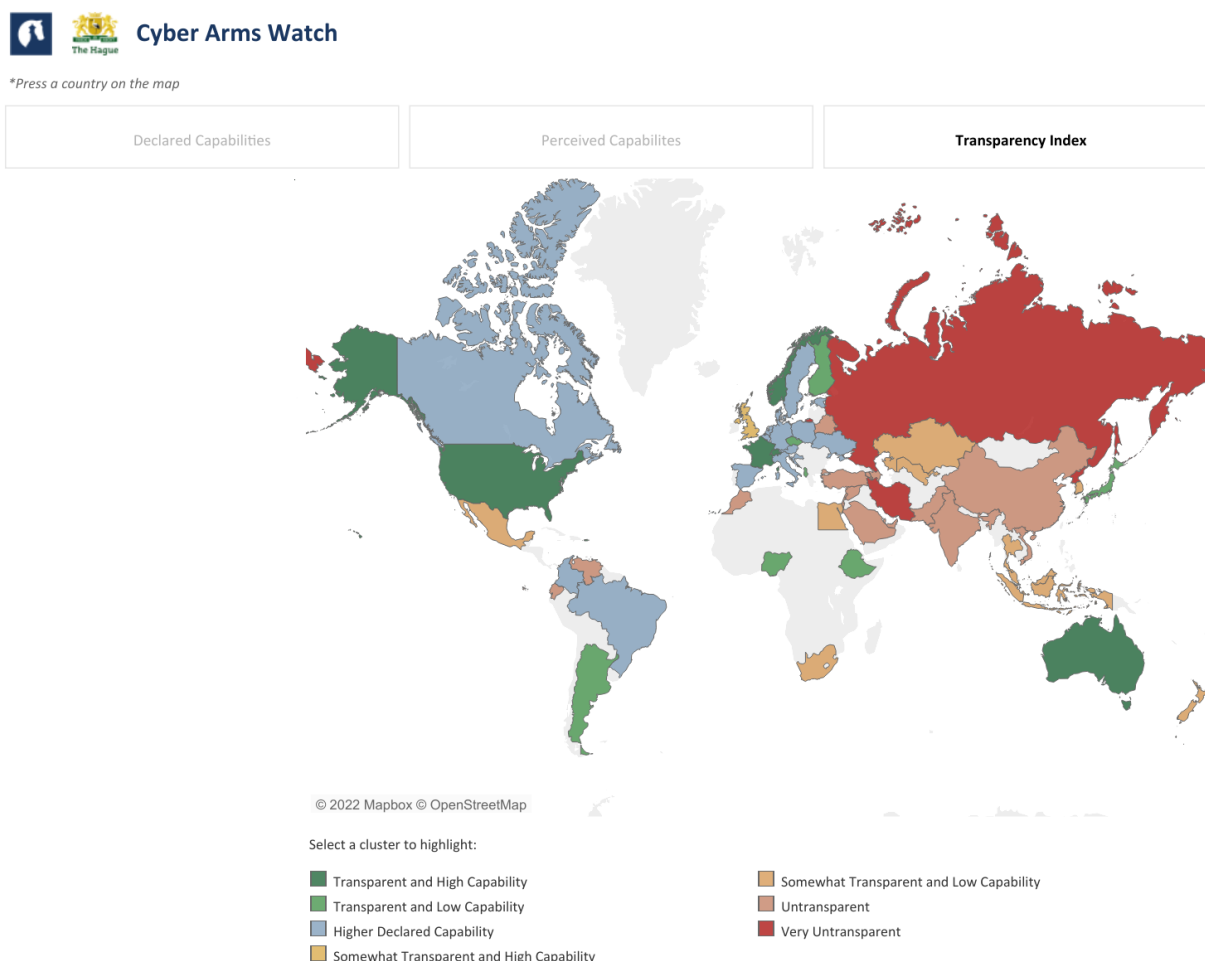 Cyber Arms Watch
The Hague
*Press a country on the map
Declared Capabilities
Perceived Capabilites
Transparency Index
© 2022 Mapbox © OpenStreetMap
Select a cluster to highlight:
Transparent and High Capability
Transparent and Low Capability
Higher Declared Capability
Somewhat Transparent and High Capability
Somewhat Transparent and Low Capability
Untransparent
Very Untransparent